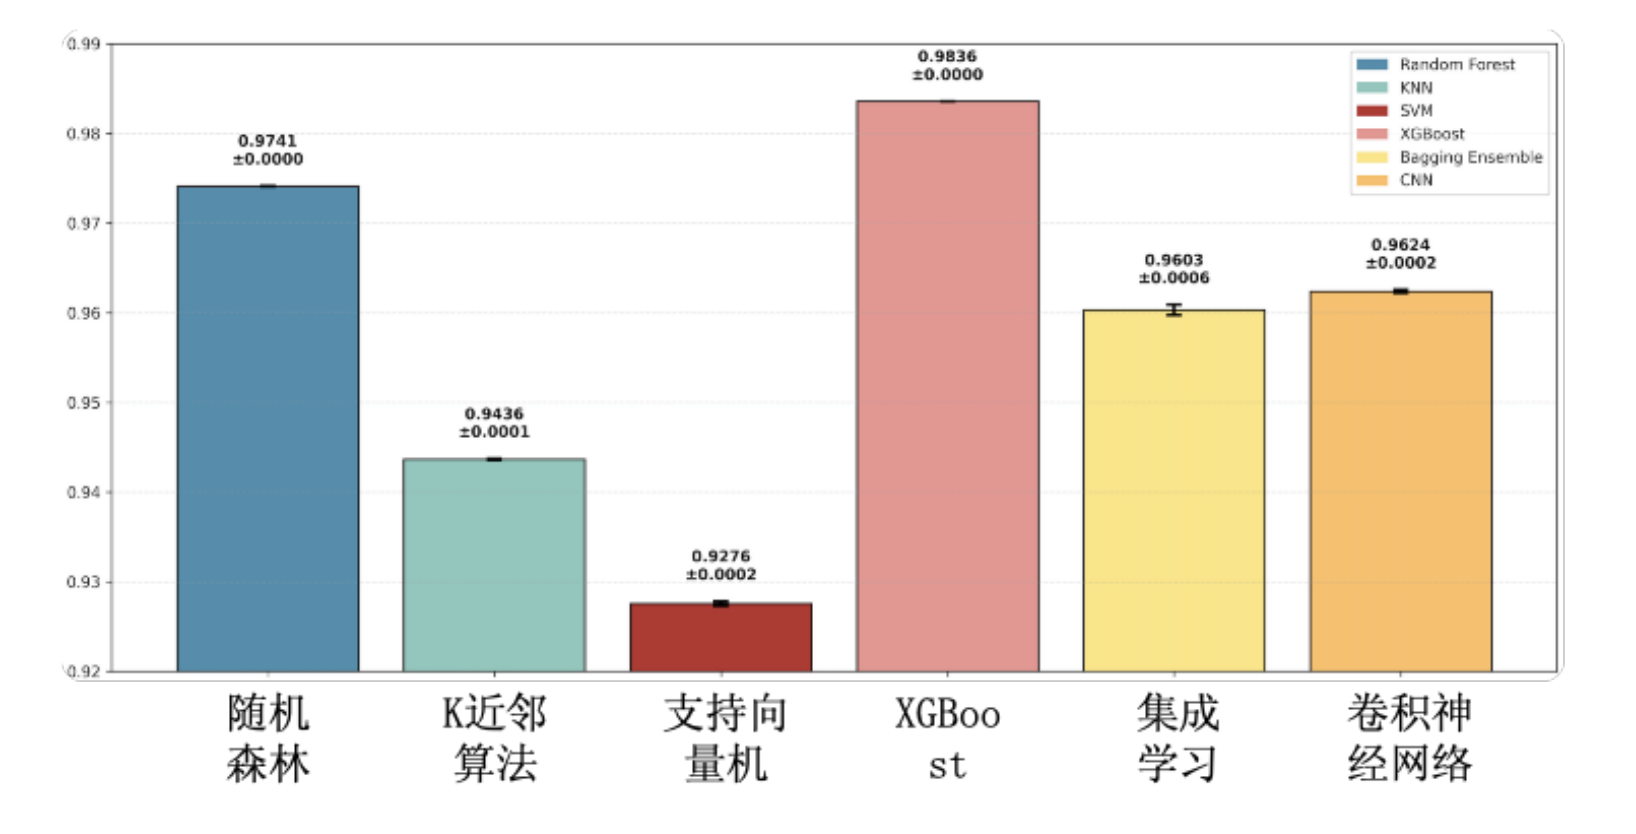 0.99
0.98
0.97
0.96
0.95
0.94
0.93
0.92
0.9741
±0.0000
0.9436
±0.0001
0.9276
±0.0002
0.9836
±0.0000
0.9603
±0.0006
0.9624
±0.0002
Random Forest
KNN
SVM
XGBoost
Bagging Ensemble
CNN
随机
森林
K近邻
算法
支持向
量机
XGBoo
st
集成
学习
卷积神
经网络